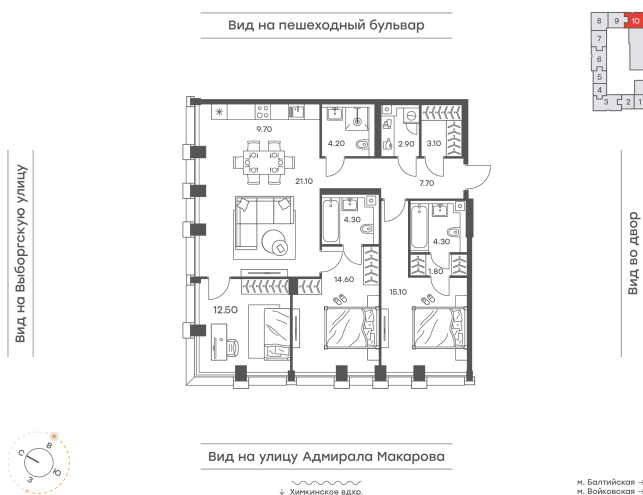 Вид на пешеходный бульвар
8 9 10
7
6
5
4
3 2 1
9.70
4.20
2.90
3.10
21.10
7.70
4.30
4.30
1.80
14.60
15.10
12.50
Вид на Выборгскую улицу
Вид во двор
Вид на улицу Адмирала Макарова
С
В
Ю
З
↓ Химкинское вдхр.
м. Балтийская
м. Войковская